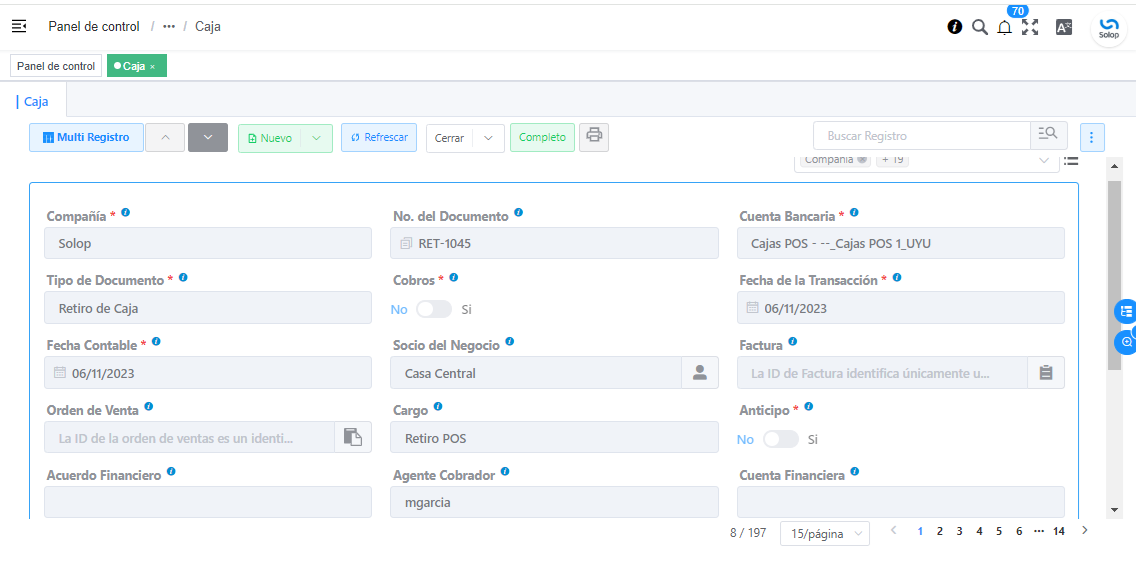 Panel de control / ••• / Caja
70
Solop
Panel de control
Caja ×
Caja
Multi Registro
Nuevo
Refrescar
Cerrar
Completo
Buscar Registro
Compañía
+ 19
Compañía *
No. del Documento
Cuenta Bancaria *
Solop
RET-1045
Cajas POS - --_Cajas POS 1_UYU
Tipo de Documento *
Cobros *
Fecha de la Transacción *
Retiro de Caja
No Si
06/11/2023
Fecha Contable *
Socio del Negocio
Factura
06/11/2023
Casa Central
La ID de Factura identifica únicamente u...
Orden de Venta
Cargo
Anticipo *
La ID de la orden de ventas es un identi...
Retiro POS
No Si
Acuerdo Financiero
Agente Cobrador
Cuenta Financiera
mgarcia
8 / 197
15/página
< 1 2 3 4 5 6 ••• 14 >